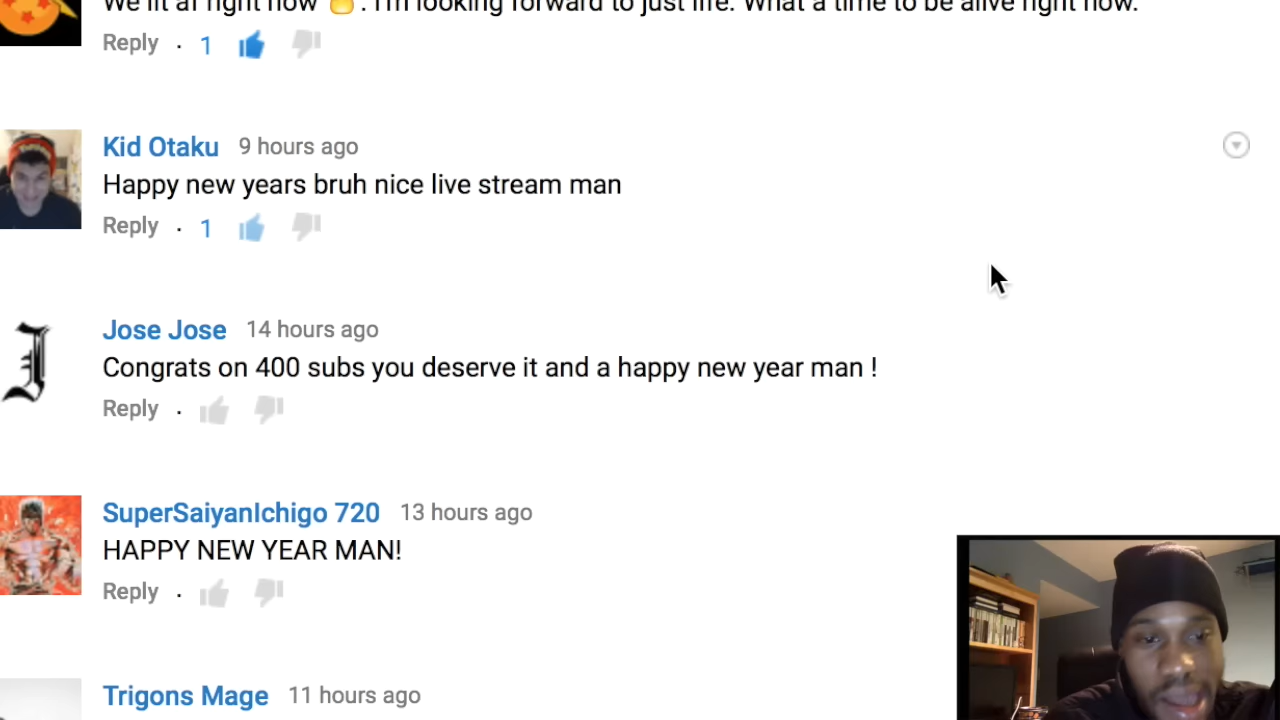 We lit af right now 🔥. I'm looking forward to just life. What a time to be alive right now.
Reply · 1
Kid Otaku 9 hours ago
Happy new years bruh nice live stream man
Reply · 1
Jose Jose 14 hours ago
Congrats on 400 subs you deserve it and a happy new year man !
Reply ·
SuperSaiyanIchigo 720 13 hours ago
HAPPY NEW YEAR MAN!
Reply ·
Trigons Mage 11 hours ago